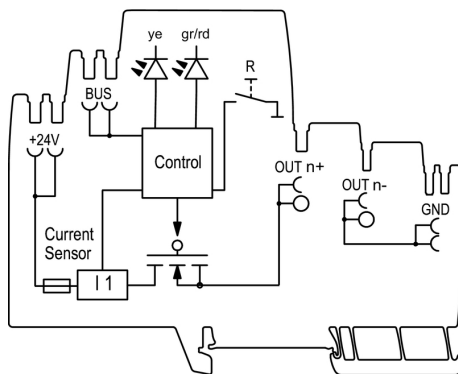 ye gr/rd
R
BUS
+24V
Control
OUT n+
OUT n-
GND
Current
Sensor
I 1